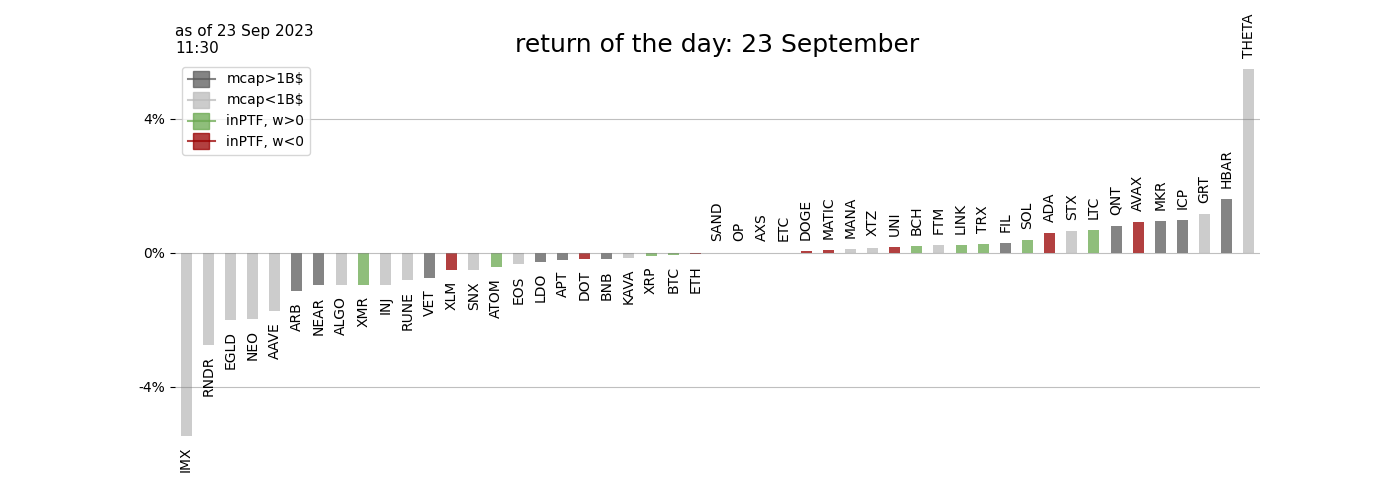 as of 23 Sep 2023
11:30
return of the day: 23 September
mcap>1B$
mcap<1B$
inPTF, w>0
inPTF, w<0
4%
0%
-4%
IMX
RNDR
EGLD
NEO
AAVE
ARB
NEAR
ALGO
XMR
INJ
RUNE
VET
XLM
SNX
ATOM
EOS
LDO
APT
DOT
BNB
KAVA
XRP
BTC
ETH
SAND
OP
AXS
ETC
DOGE
MATIC
MANA
XTZ
UNI
BCH
FTM
LINK
TRX
FIL
SOL
ADA
STX
LTC
QNT
AVAX
MKR
ICP
GRT
HBAR
THETA